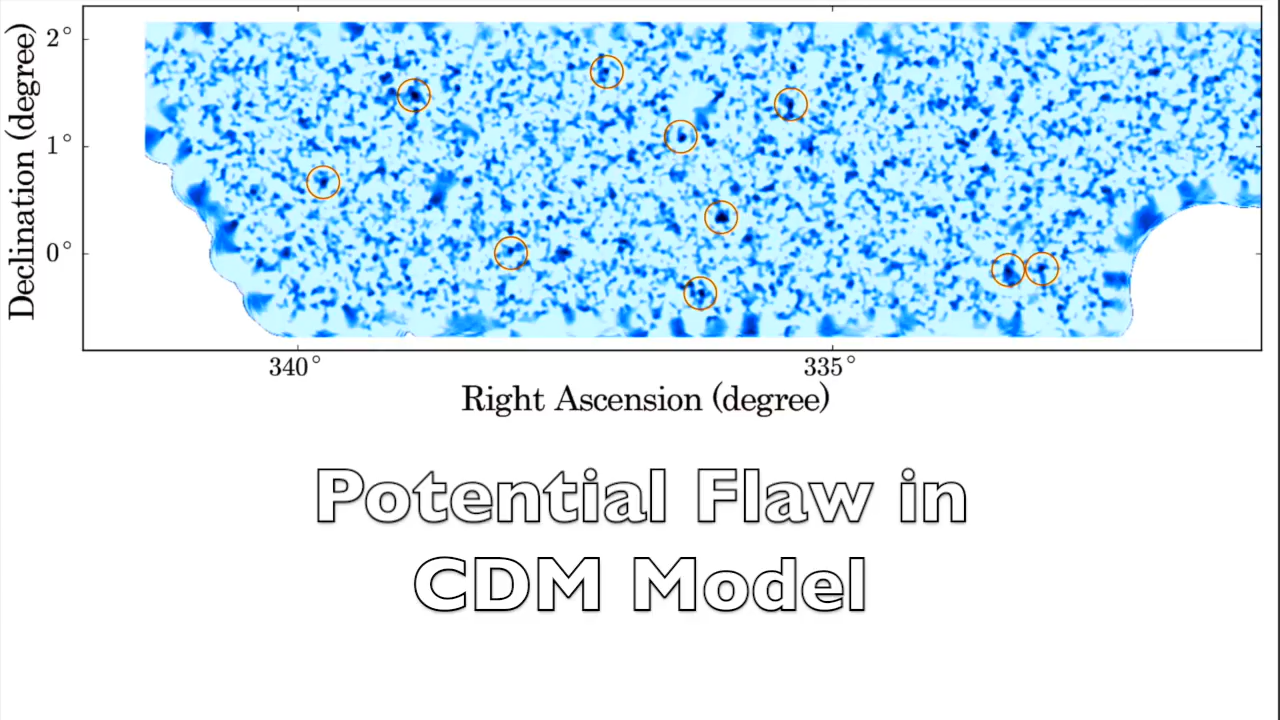 Declination (degree)
2°
1°
0°
340°
335°
Right Ascension (degree)
Potential Flaw in
CDM Model